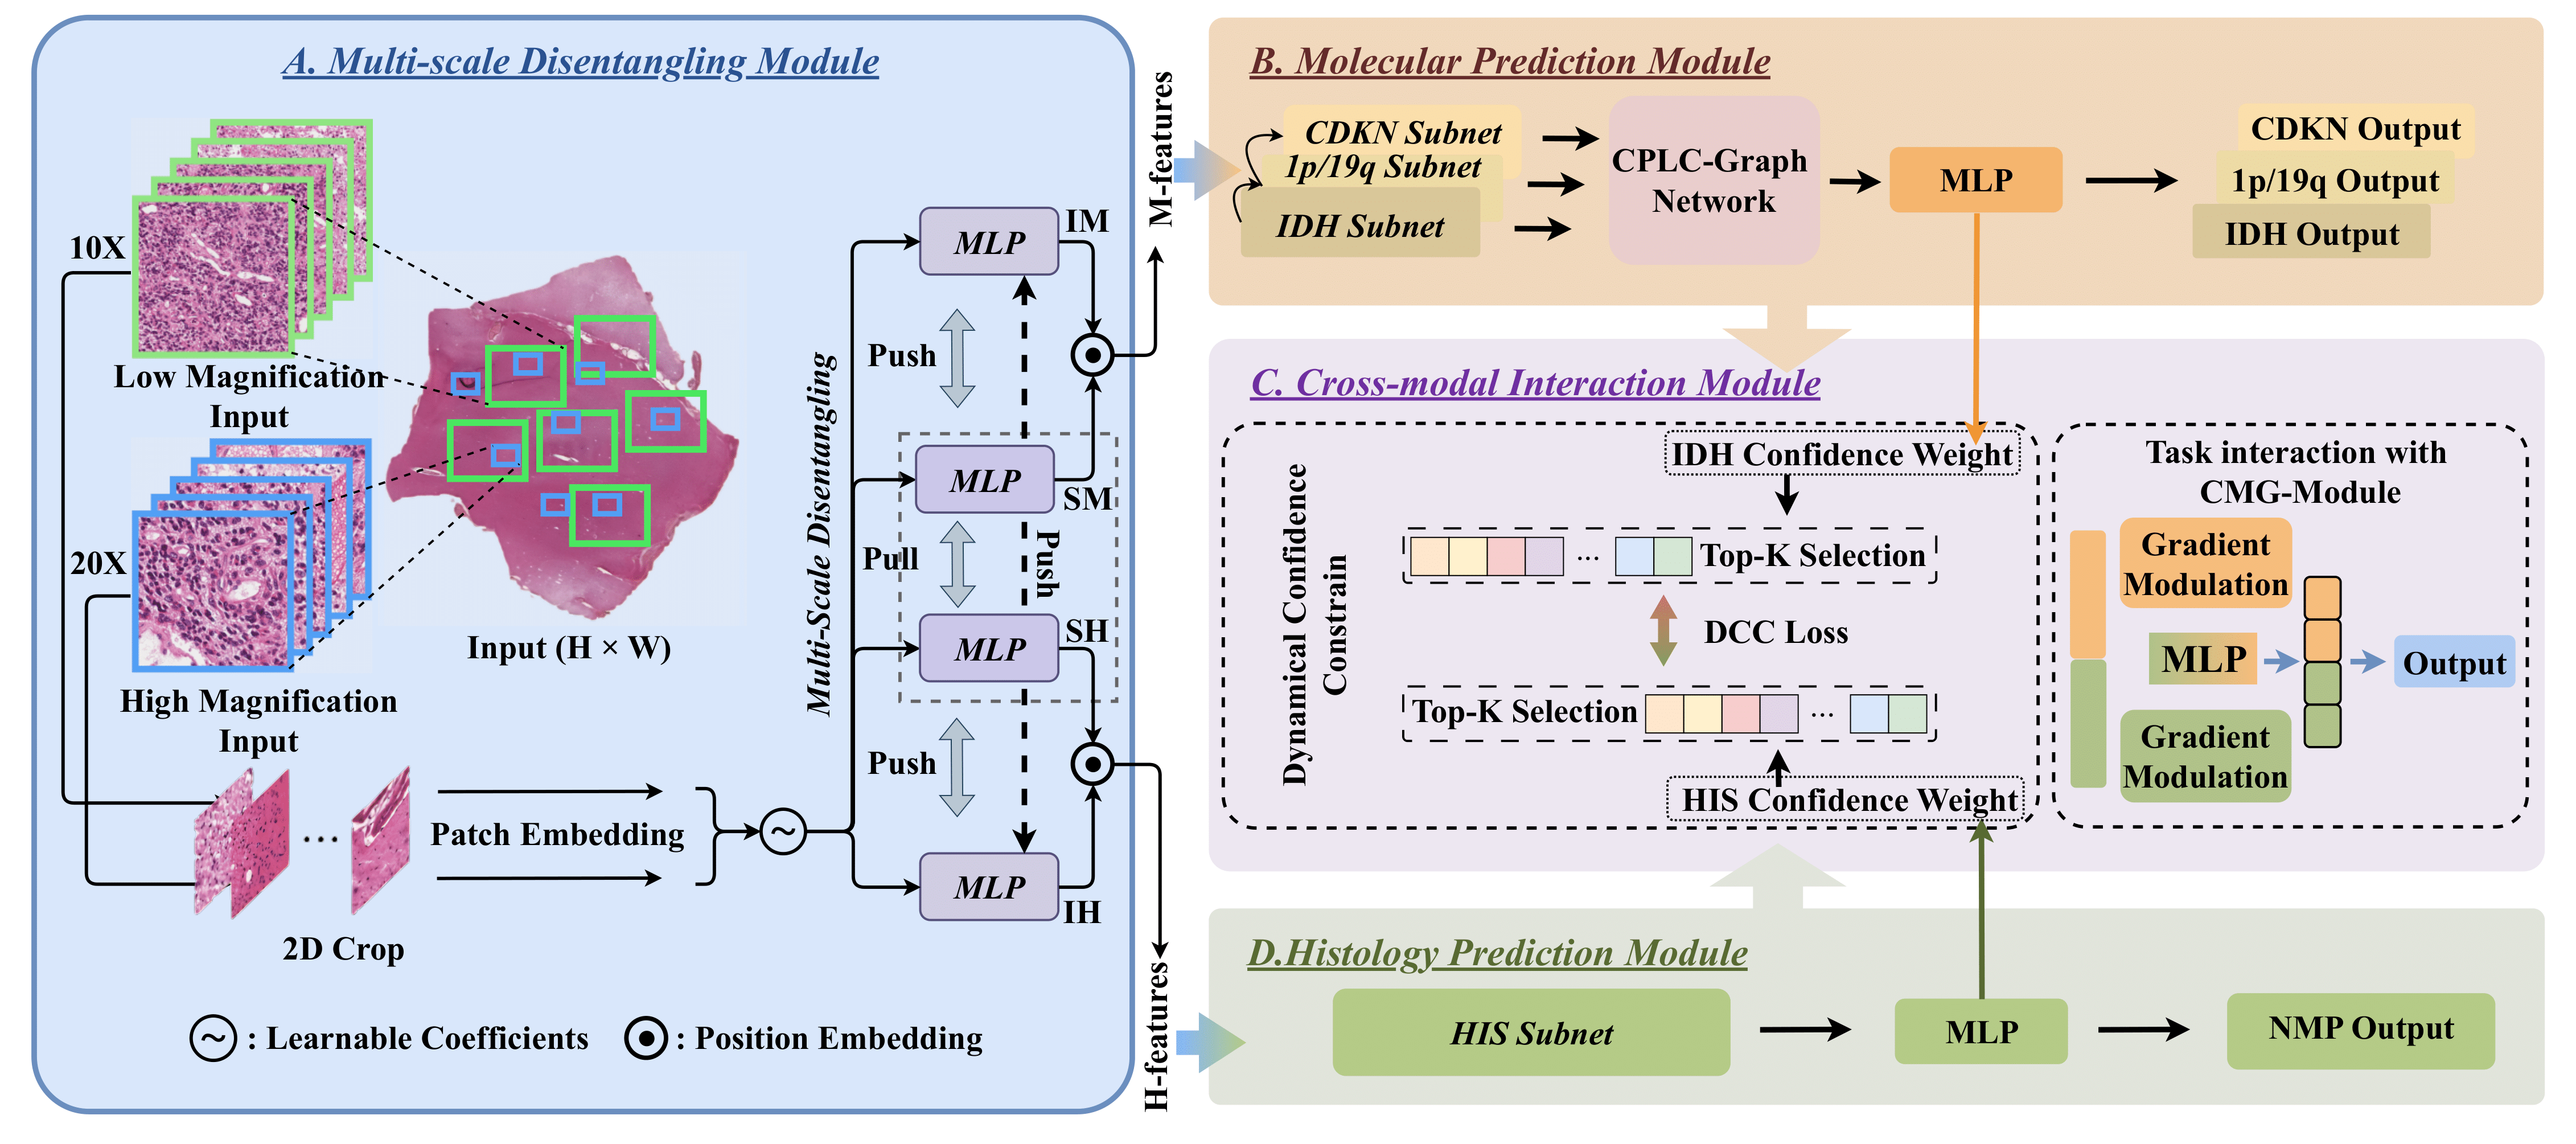 A. Multi-scale Disentangling Module
10X
Low Magnification
Input
20X
High Magnification
Input
Input (H × W)
2D Crop
Patch Embedding
~
Multi-Scale Disentangling
MLP
IM
Push
MLP
SM
Pull
Push
MLP
SH
Push
MLP
IH
~ : Learnable Coefficients
: Position Embedding
M-features
H-features
B. Molecular Prediction Module
CDKN Subnet
1p/19q Subnet
IDH Subnet
CPLC-Graph
Network
MLP
CDKN Output
1p/19q Output
IDH Output
C. Cross-modal Interaction Module
Dynamical Confidence
Constrain
IDH Confidence Weight
... Top-K Selection
DCC Loss
Top-K Selection ...
HIS Confidence Weight
Task interaction with
CMG-Module
Gradient
Modulation
MLP
Output
Gradient
Modulation
D.Histology Prediction Module
HIS Subnet
MLP
NMP Output